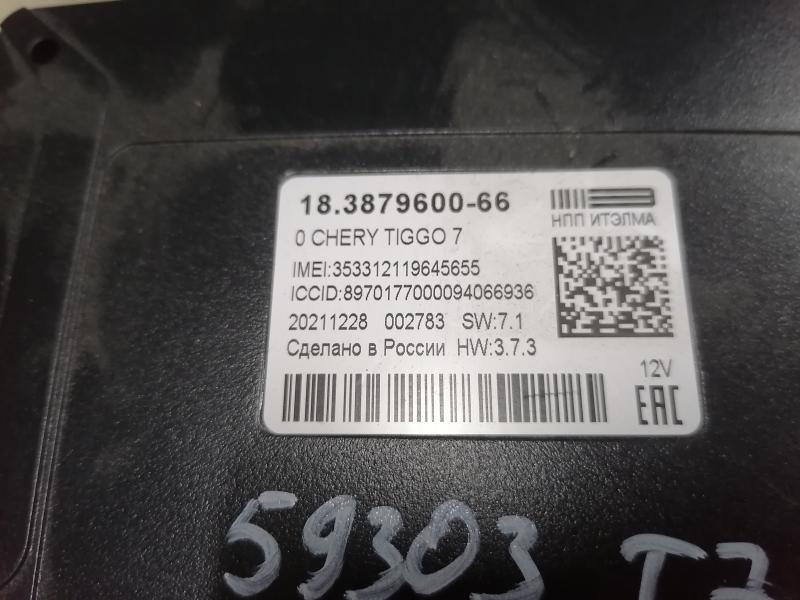 18.3879600-66
НПП ИТЭЛМА
0 CHERY TIGGO 7
IMEI:353312119645655
ICCID:8970177000094066936
20211228 002783 SW:7.1
Сделано в России HW:3.7.3
12V
EAC
59303 T7